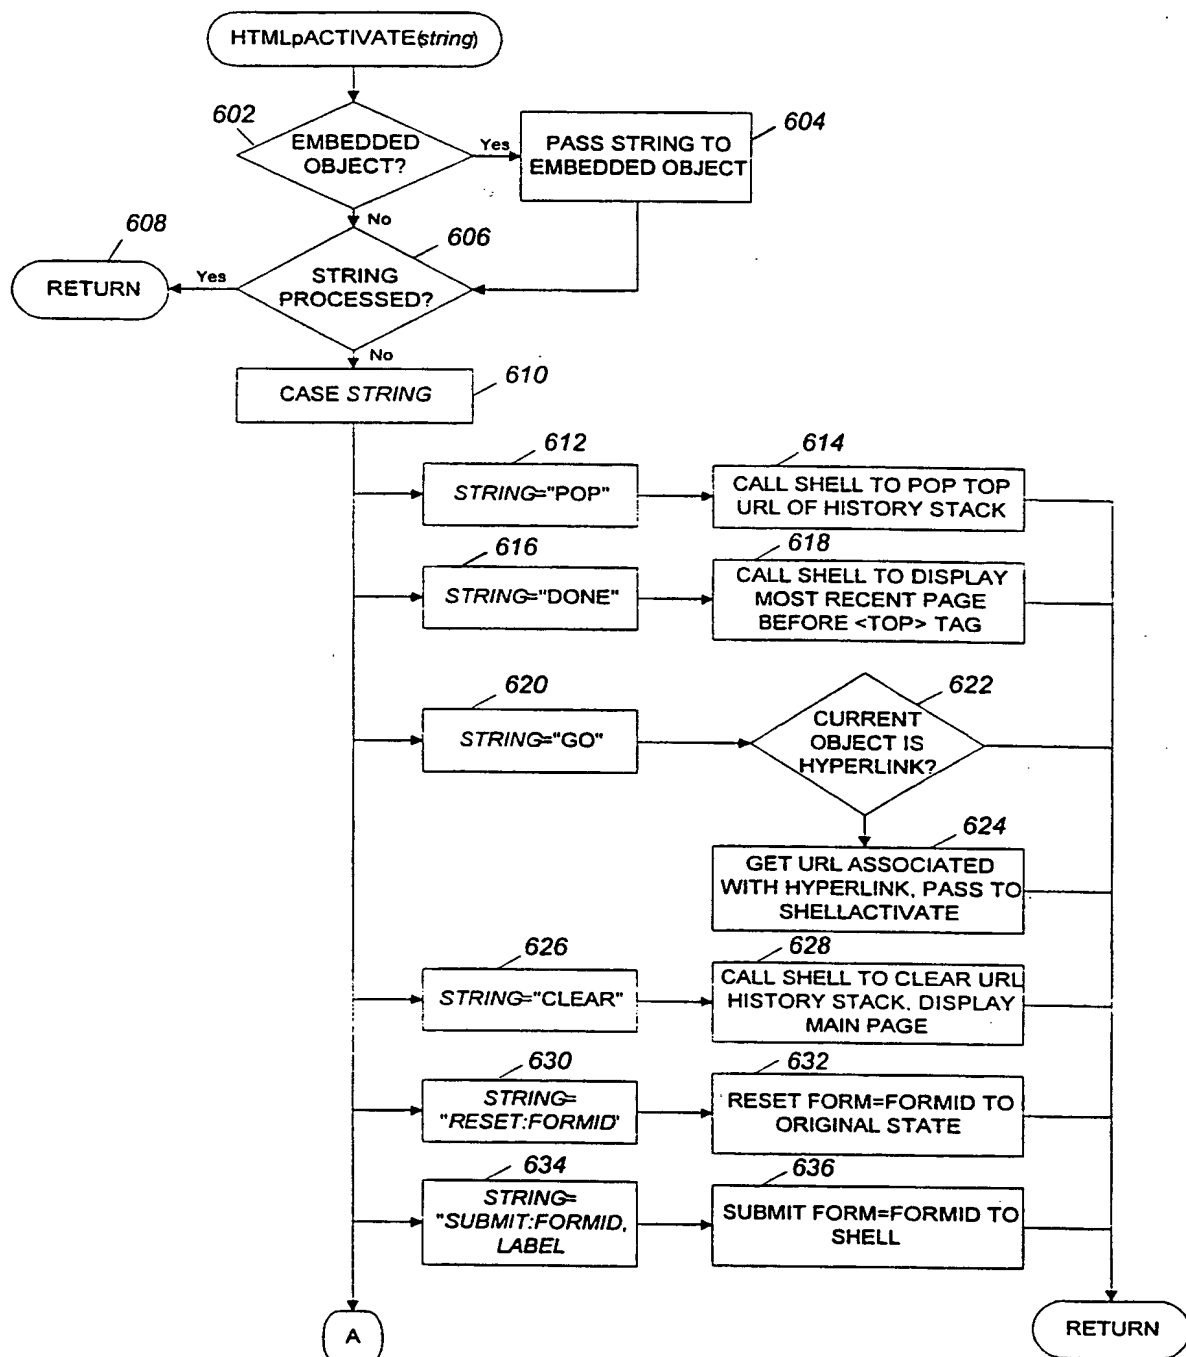 HTMLpACTIVATE(string)
602
EMBEDDED
OBJECT?
Yes
604
PASS STRING TO
EMBEDDED OBJECT
No
608
RETURN
Yes
606
STRING
PROCESSED?
No
610
CASE STRING
612
STRING="POP"
614
CALL SHELL TO POP TOP
URL OF HISTORY STACK
616
STRING="DONE"
618
CALL SHELL TO DISPLAY
MOST RECENT PAGE
BEFORE <TOP> TAG
620
STRING="GO"
622
CURRENT
OBJECT IS
HYPERLINK?
624
GET URL ASSOCIATED
WITH HYPERLINK, PASS TO
SHELLACTIVATE
626
STRING="CLEAR"
628
CALL SHELL TO CLEAR URL
HISTORY STACK, DISPLAY
MAIN PAGE
630
STRING=
"RESET:FORMID"
632
RESET FORM=FORMID TO
ORIGINAL STATE
634
STRING=
"SUBMIT:FORMID,
LABEL
636
SUBMIT FORM=FORMID TO
SHELL
A
RETURN